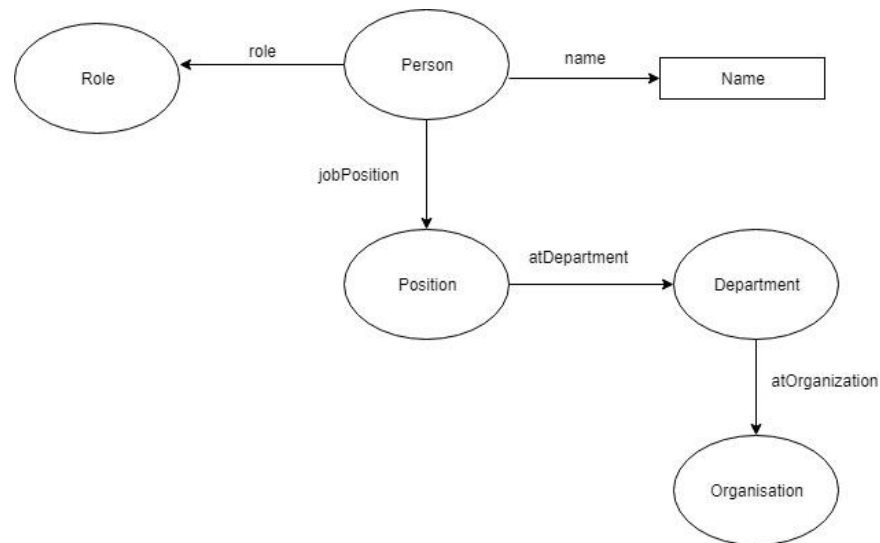 role
Role
Person
name
Name
jobPosition
Position
atDepartment
Department
atOrganization
Organisation